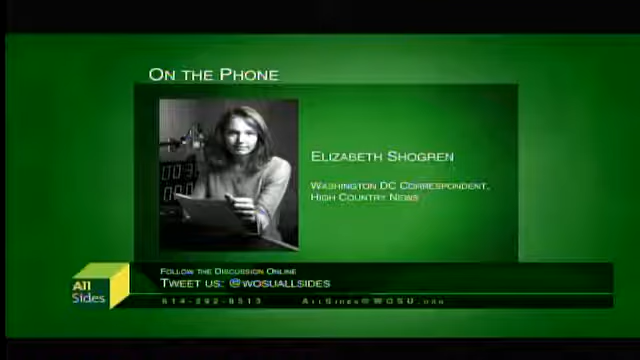 On the Phone
Elizabeth Shogren
Washington DC Correspondent,
High Country News
Follow the Discussion Online
Tweet us: @wosuallsides
All
Sides
614-292-8513 AllSides@WOSU.org